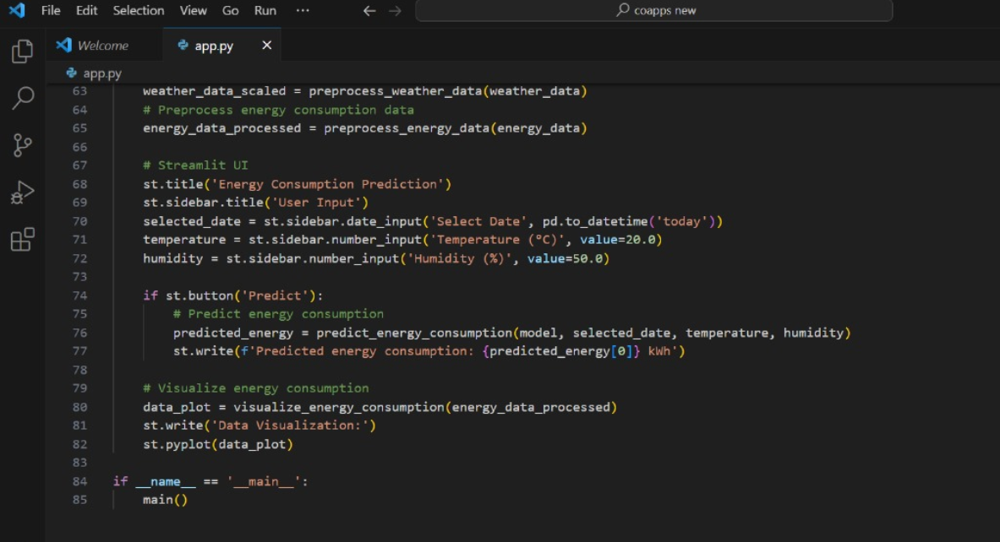 File Edit Selection View Go Run ... coapps new
Welcome app.py
app.py
63 weather_data_scaled = preprocess_weather_data(weather_data)
64 # Preprocess energy consumption data
65 energy_data_processed = preprocess_energy_data(energy_data)
66
67 # Streamlit UI
68 st.title('Energy Consumption Prediction')
69 st.sidebar.title('User Input')
70 selected_date = st.sidebar.date_input('Select Date', pd.to_datetime('today'))
71 temperature = st.sidebar.number_input('Temperature (°C)', value=20.0)
72 humidity = st.sidebar.number_input('Humidity (%)', value=50.0)
73
74 if st.button('Predict'):
75 # Predict energy consumption
76 predicted_energy = predict_energy_consumption(model, selected_date, temperature, humidity)
77 st.write(f'Predicted energy consumption: {predicted_energy[0]} kWh')
78
79 # Visualize energy consumption
80 data_plot = visualize_energy_consumption(energy_data_processed)
81 st.write('Data Visualization:')
82 st.pyplot(data_plot)
83
84 if __name__ == '__main__':
85 main()